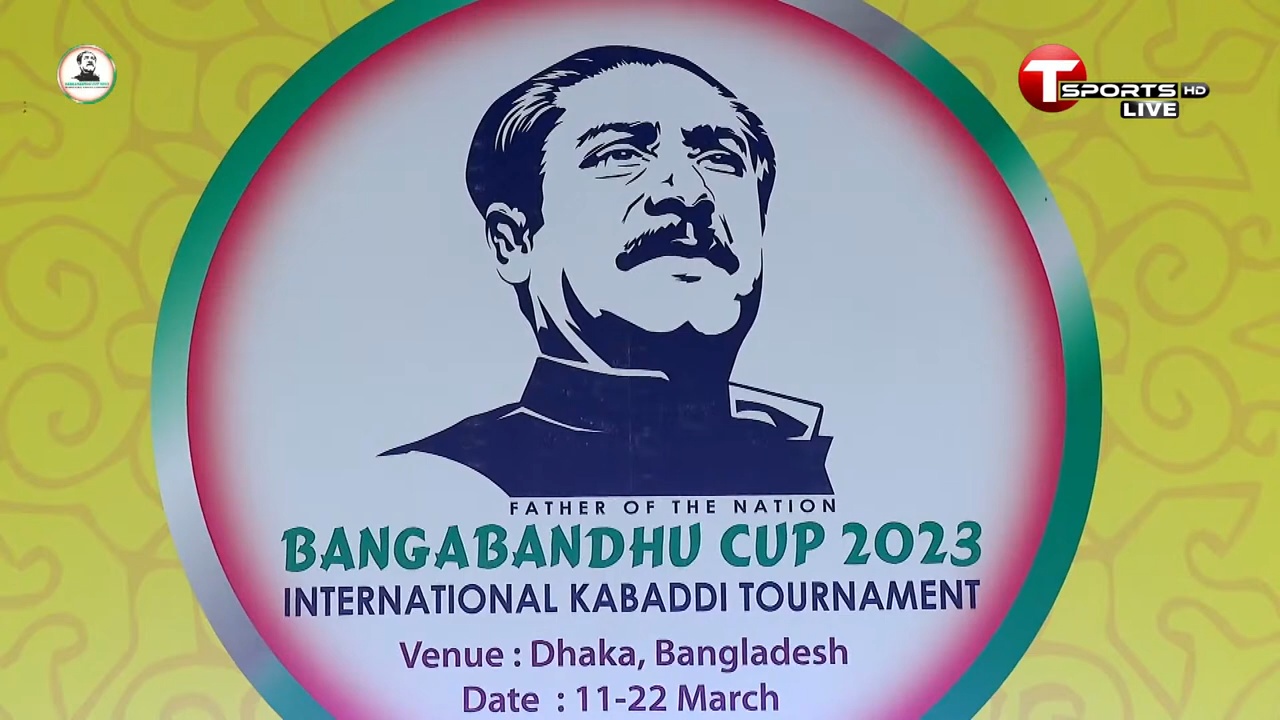 T SPORTS HD
LIVE
FATHER OF THE NATION
BANGABANDHU CUP 2023
INTERNATIONAL KABADDI TOURNAMENT
Venue : Dhaka, Bangladesh
Date : 11-22 March